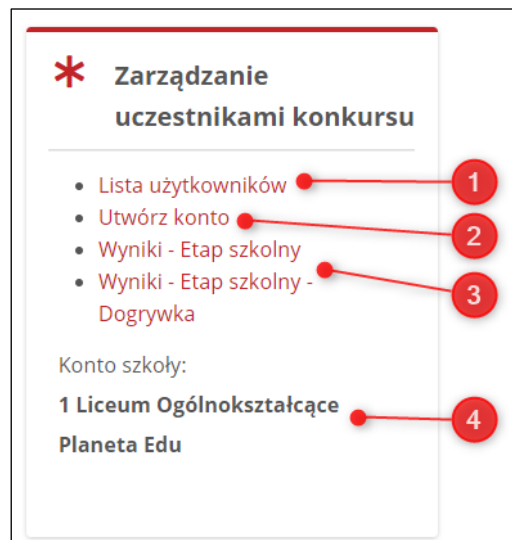 Zarządzanie
uczestnikami konkursu
Lista użytkowników
Utwórz konto
Wyniki - Etap szkolny
Wyniki - Etap szkolny -
Dogrywka
Konto szkoły:
1 Liceum Ogólnokształcące
Planeta Edu
1
2
3
4